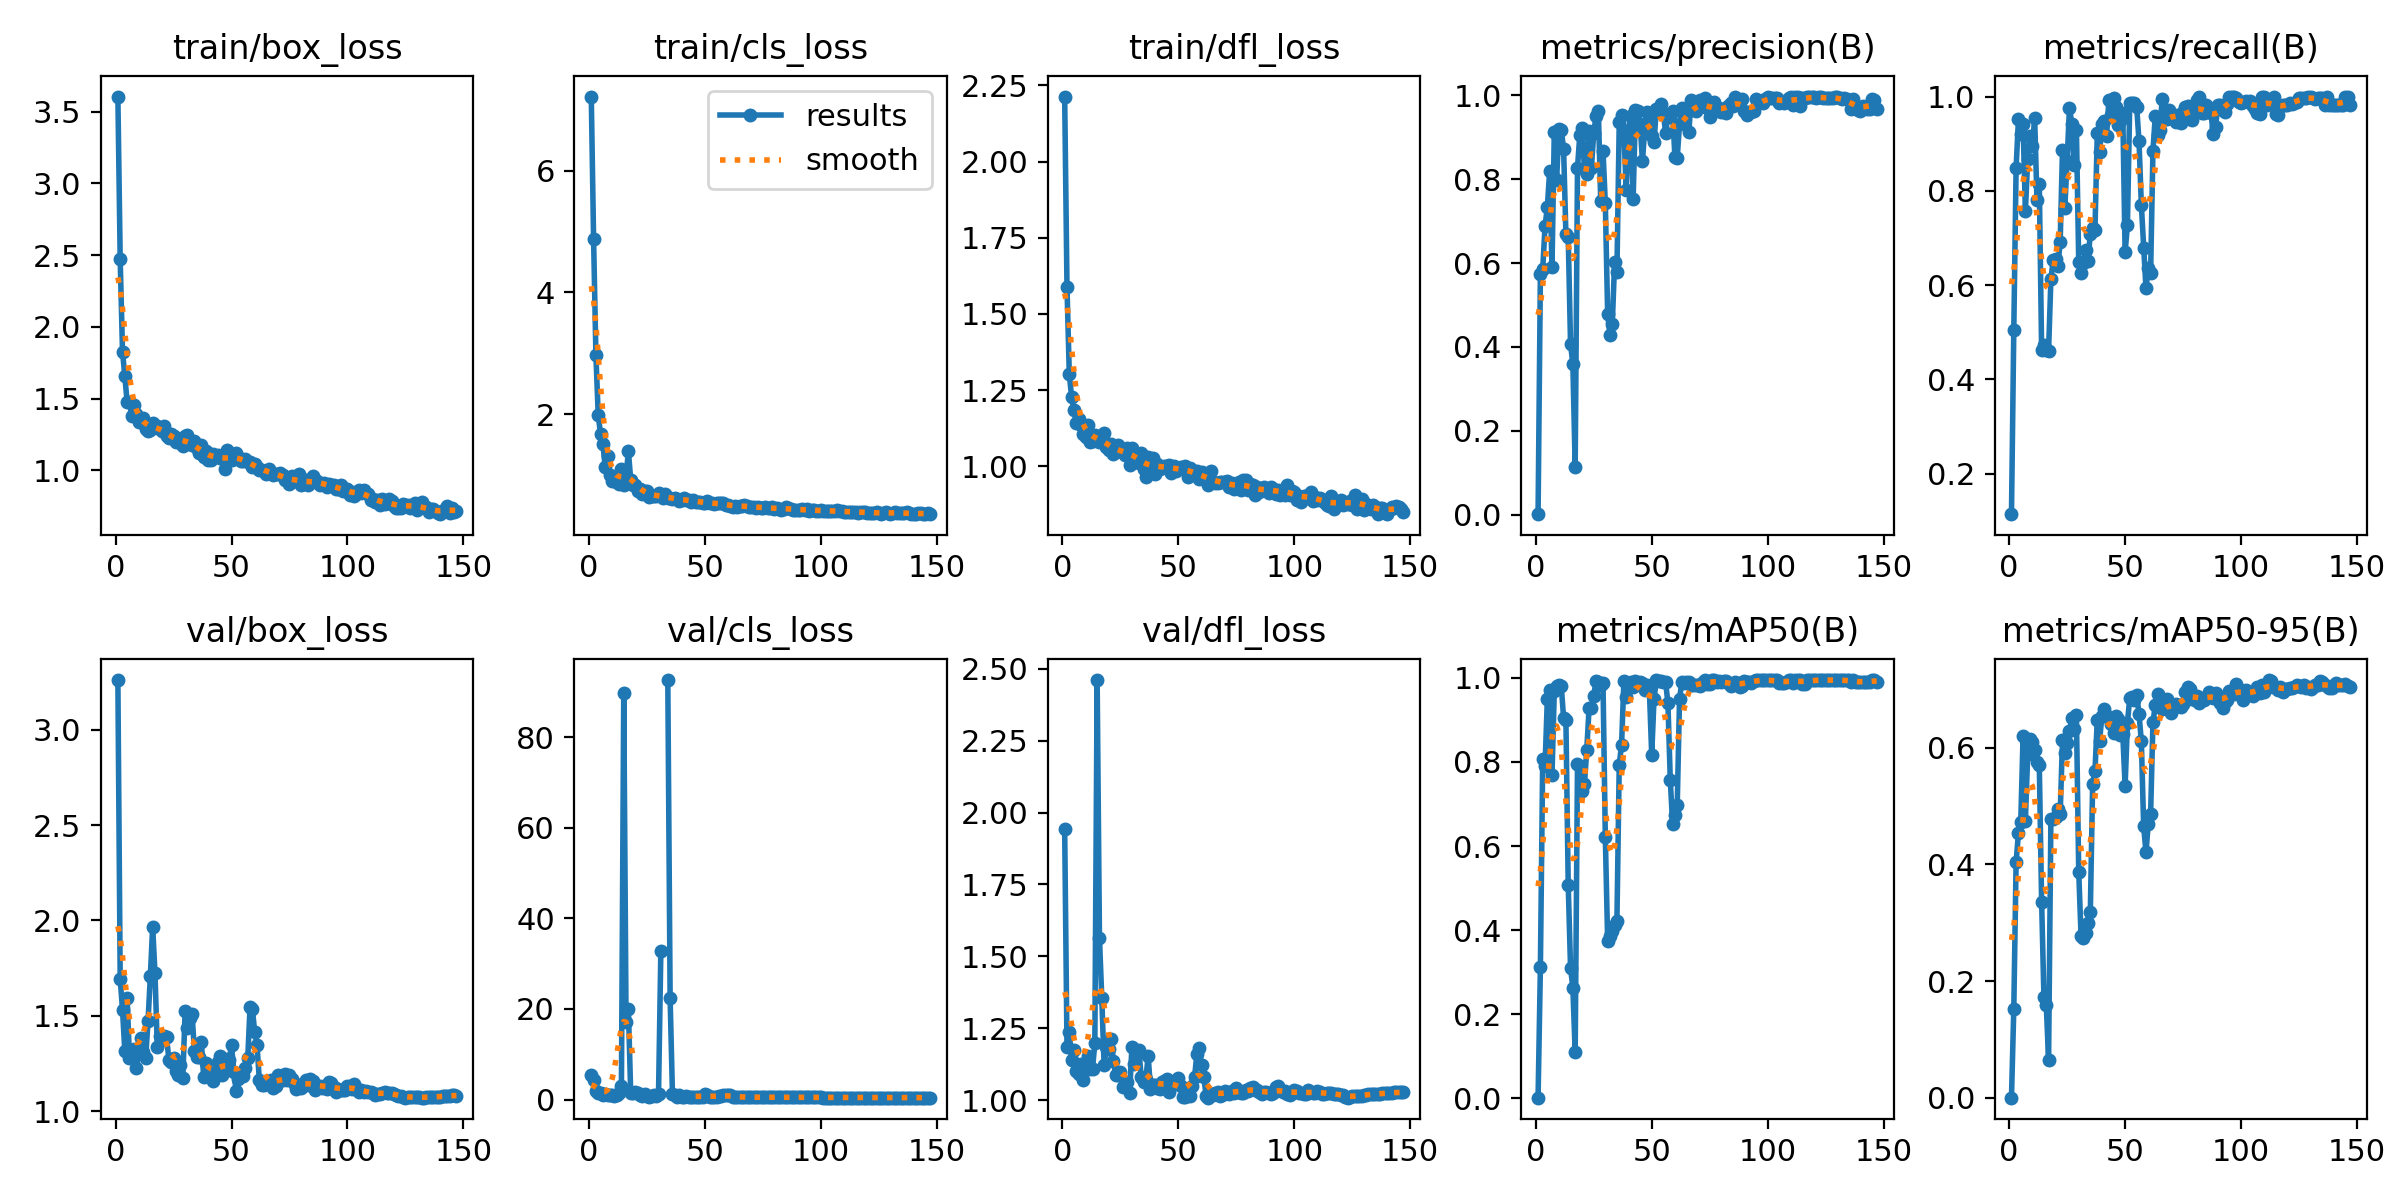 train/box_loss
3.5
3.0
2.5
2.0
1.5
1.0
0 50 100 150
train/cls_loss
results
smooth
6
4
2
0 50 100 150
train/dfl_loss
2.25
2.00
1.75
1.50
1.25
1.00
0 50 100 150
metrics/precision(B)
1.0
0.8
0.6
0.4
0.2
0.0
0 50 100 150
metrics/recall(B)
1.0
0.8
0.6
0.4
0.2
0 50 100 150
val/box_loss
3.0
2.5
2.0
1.5
1.0
0 50 100 150
val/cls_loss
80
60
40
20
0
0 50 100 150
val/dfl_loss
2.50
2.25
2.00
1.75
1.50
1.25
1.00
0 50 100 150
metrics/mAP50(B)
1.0
0.8
0.6
0.4
0.2
0.0
0 50 100 150
metrics/mAP50-95(B)
0.6
0.4
0.2
0.0
0 50 100 150